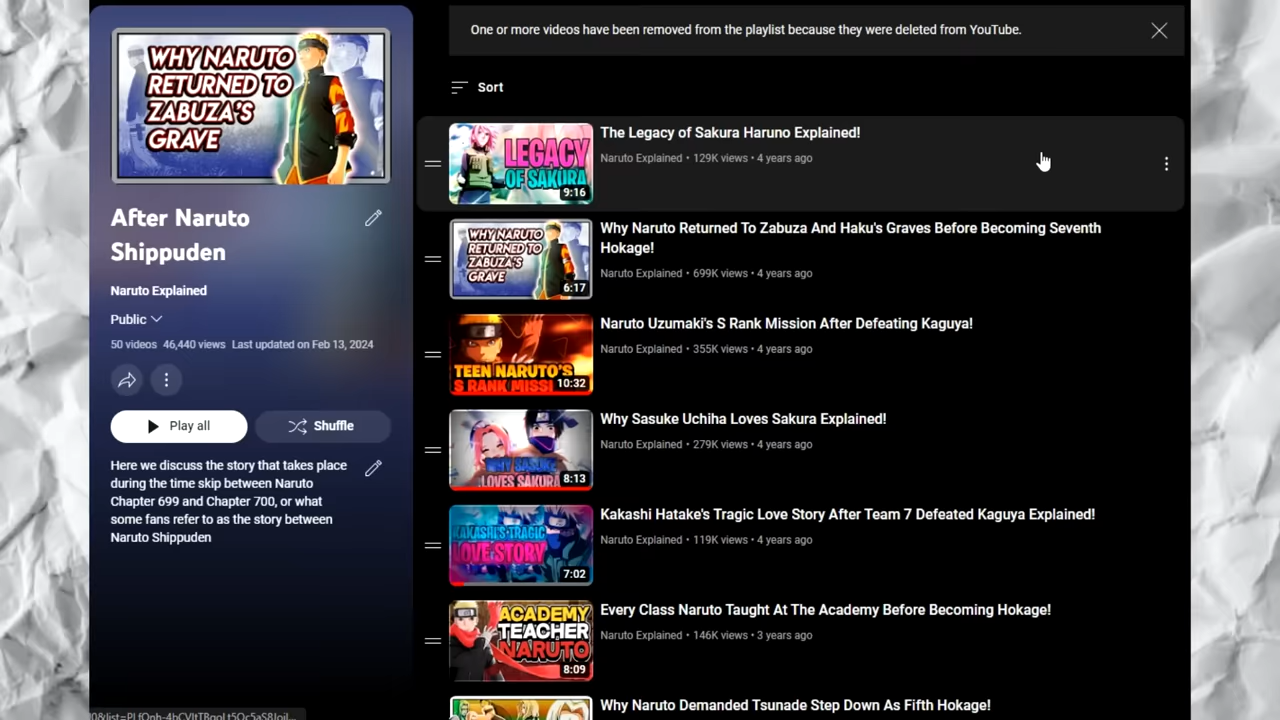 WHY NARUTO
RETURNED TO
ZABUZA'S
GRAVE
After Naruto
Shippuden
Naruto Explained
Public
50 videos 46,440 views Last updated on Feb 13, 2024
Play all
Shuffle
Here we discuss the story that takes place
during the time skip between Naruto
Chapter 699 and Chapter 700, or what
some fans refer to as the story between
Naruto Shippuden
One or more videos have been removed from the playlist because they were deleted from YouTube.
Sort
LEGACY
OF SAKURA
9:16
The Legacy of Sakura Haruno Explained!
Naruto Explained • 129K views • 4 years ago
WHY NARUTO
RETURNED TO
ZABUZA'S
GRAVE
6:17
Why Naruto Returned To Zabuza And Haku's Graves Before Becoming Seventh
Hokage!
Naruto Explained • 699K views • 4 years ago
TEEN NARUTO'S
S RANK MISSI
10:32
Naruto Uzumaki's S Rank Mission After Defeating Kaguya!
Naruto Explained • 355K views • 4 years ago
WHY SASUKE
LOVES SAKURA
8:13
Why Sasuke Uchiha Loves Sakura Explained!
Naruto Explained • 279K views • 4 years ago
KAKASHI'S TRAGIC
LOVE STORY
7:02
Kakashi Hatake's Tragic Love Story After Team 7 Defeated Kaguya Explained!
Naruto Explained • 119K views • 4 years ago
ACADEMY
TEACHER
NARUTO
8:09
Every Class Naruto Taught At The Academy Before Becoming Hokage!
Naruto Explained • 146K views • 3 years ago
Why Naruto Demanded Tsunade Step Down As Fifth Hokage!